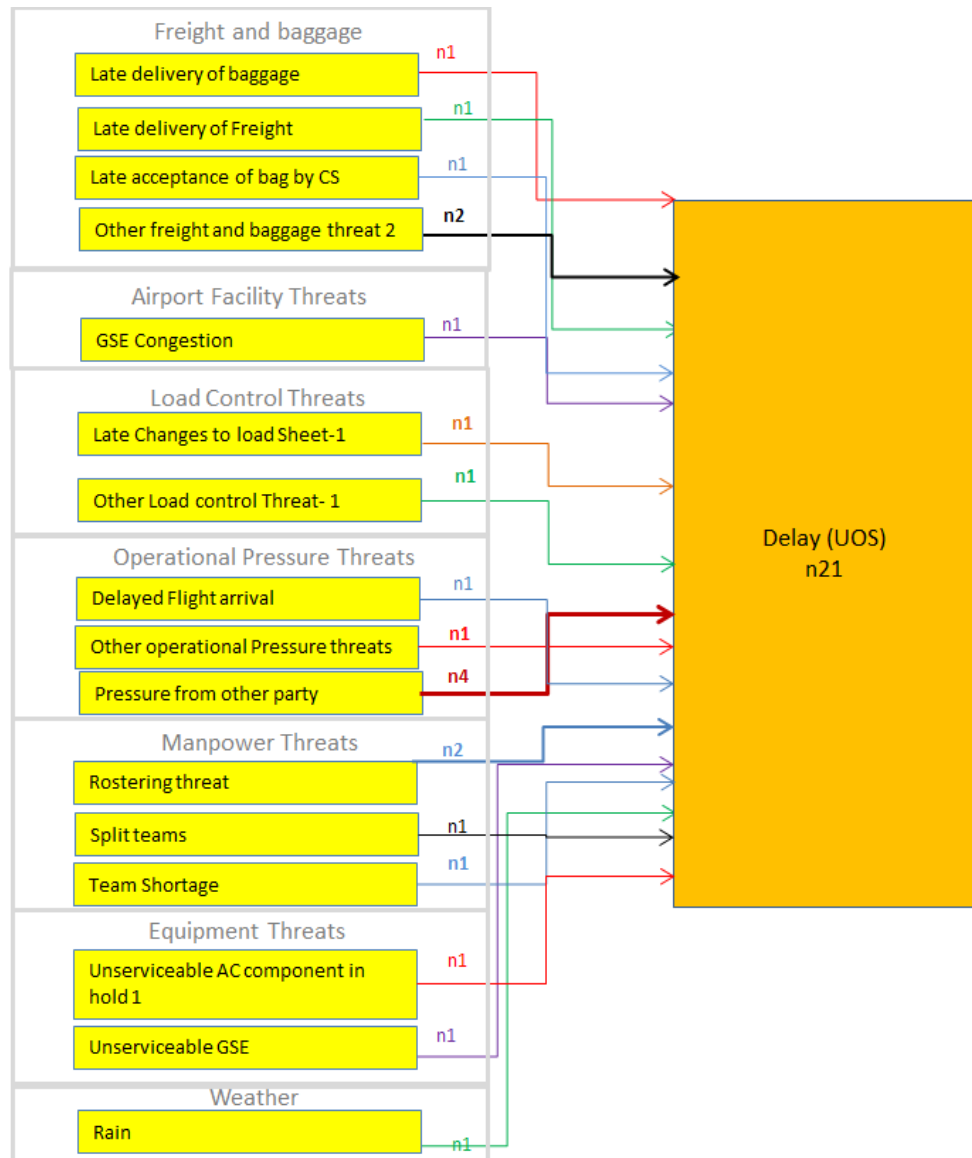 Freight and baggage
n1
Late delivery of baggage
n1
Late delivery of Freight
n1
Late acceptance of bag by CS
n2
Other freight and baggage threat 2
Airport Facility Threats
n1
GSE Congestion
Load Control Threats
n1
Late Changes to load Sheet-1
n1
Other Load control Threat- 1
Delay (UOS)
n21
Operational Pressure Threats
n1
Delayed Flight arrival
n1
Other operational Pressure threats
n4
Pressure from other party
Manpower Threats
n2
Rostering threat
n1
Split teams
n1
Team Shortage
Equipment Threats
n1
Unserviceable AC component in
hold 1
n1
Unserviceable GSE
Weather
Rain
n1